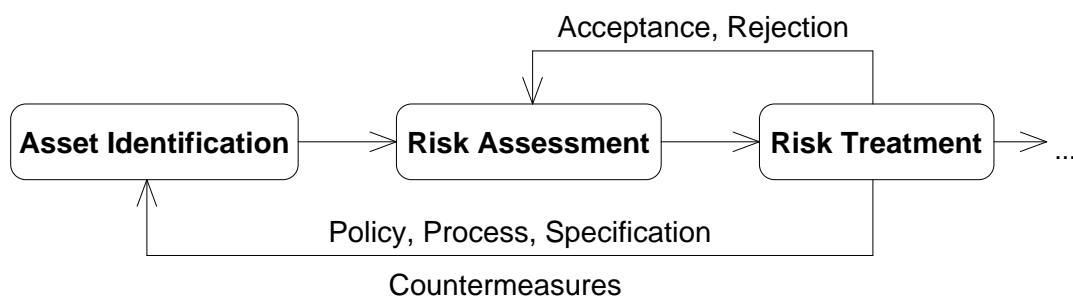 Acceptance, Rejection
Asset Identification
Risk Assessment
Risk Treatment
...
Policy, Process, Specification
Countermeasures